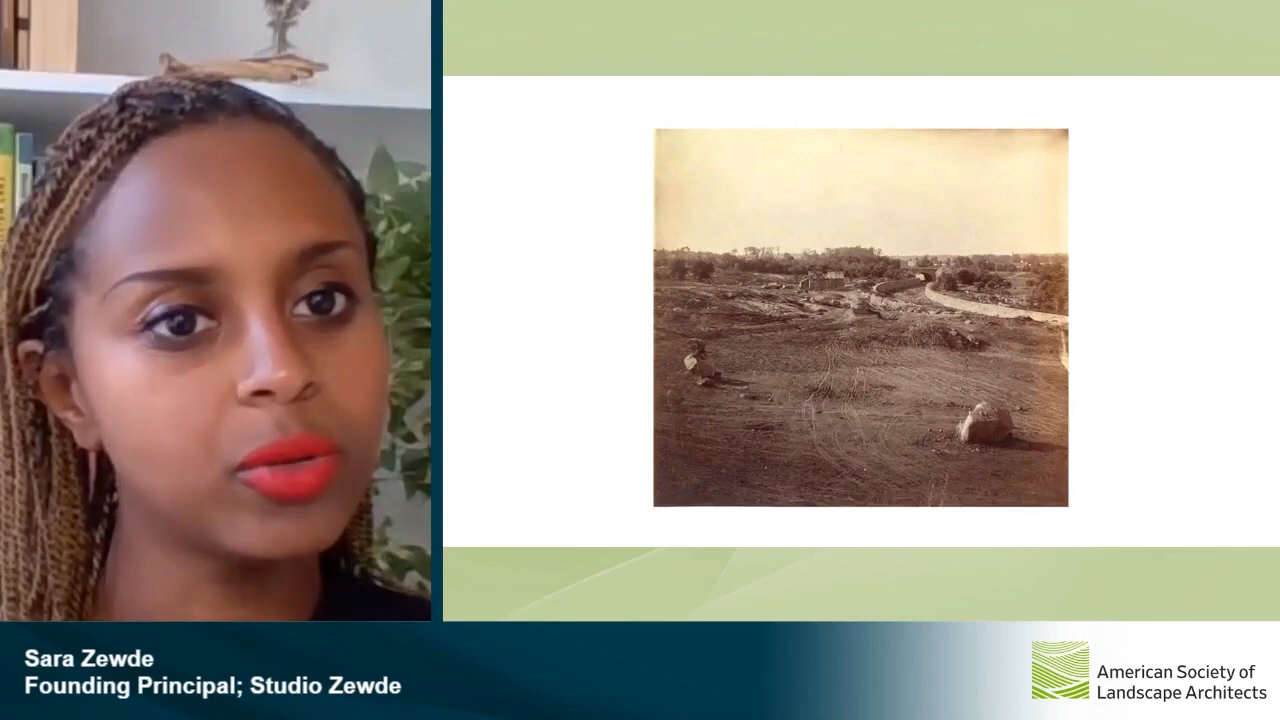 Sara Zewde
Founding Principal; Studio Zewde
American Society of
Landscape Architects